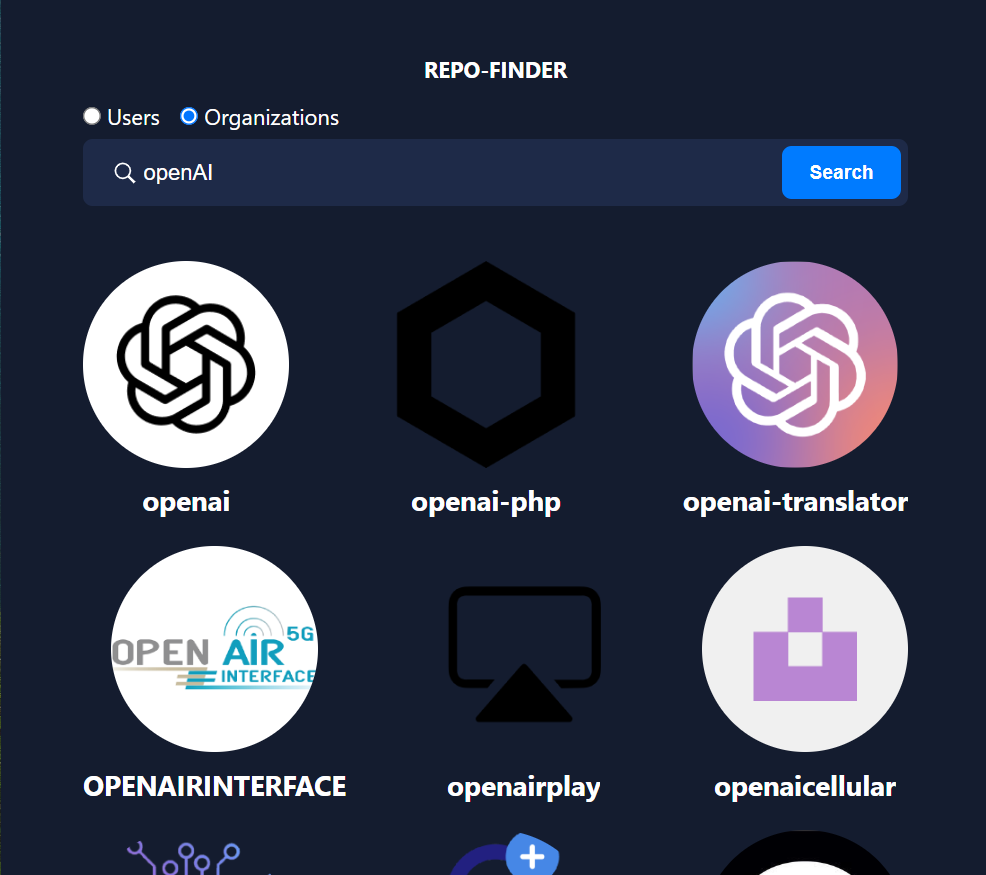 REPO-FINDER
Users Organizations
openAI Search
openai openai-php openai-translator
5G
OPEN AIR
INTERFACE
OPENAIRINTERFACE openairplay openaicellular